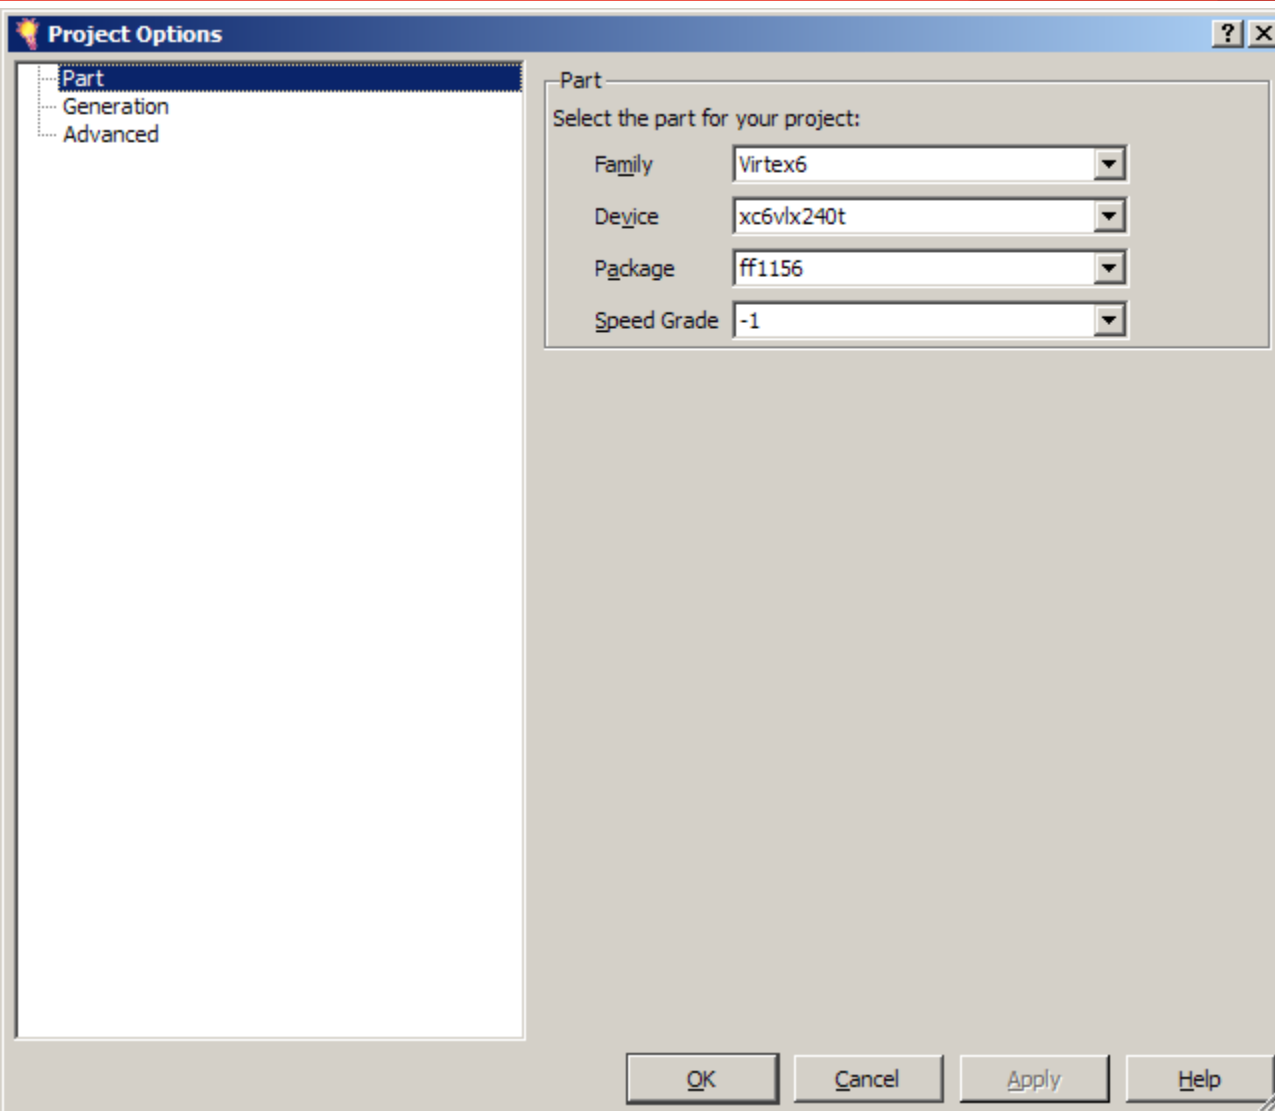 Project Options
Part
Generation
Advanced
Part
Select the part for your project:
Family Virtex6
Device xc6vlx240t
Package ff1156
Speed Grade -1
OK Cancel Apply Help